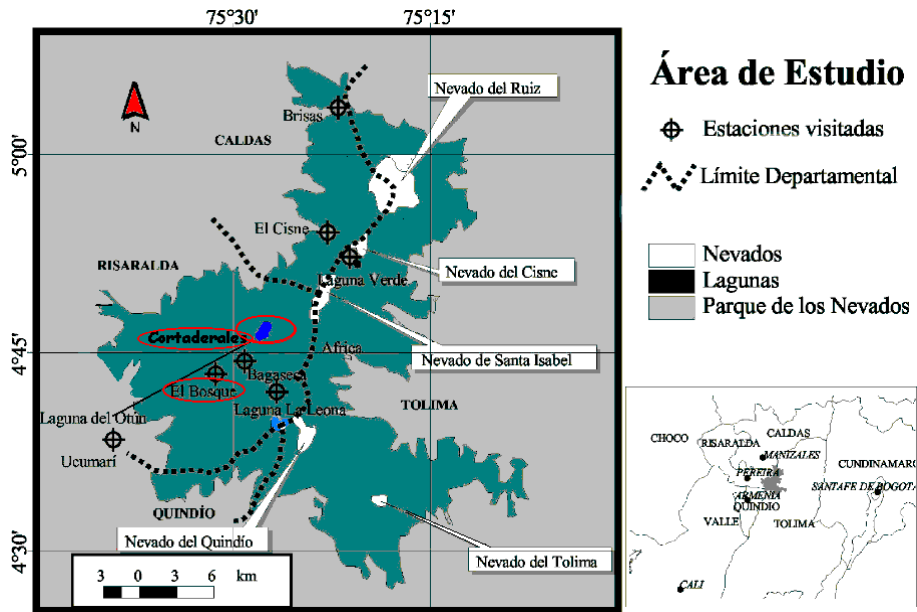 75°30' 75°15'
5°00'
4°45'
4°30'
N
Brisas
CALDAS
Nevado del Ruiz
El Cisne
RISARALDA
Laguna Verde
Nevado del Cisne
Cortaderales
Africa
Nevado de Santa Isabel
Bagaseca
El Bosque
Laguna del Otún
Laguna La Leona
TOLIMA
Ucumarí
QUINDÍO
Nevado del Quindío
Nevado del Tolima
3 0 3 6 km
Área de Estudio
Estaciones visitadas
Límite Departamental
Nevados
Lagunas
Parque de los Nevados
CHOCO
RISARALDA
CALDAS
MANIZALES
CUNDINAMARC
PEREIRA
SANTAFE DE BOGOTA
ARMENIA
QUINDIO
VALLE
TOLIMA
CALI